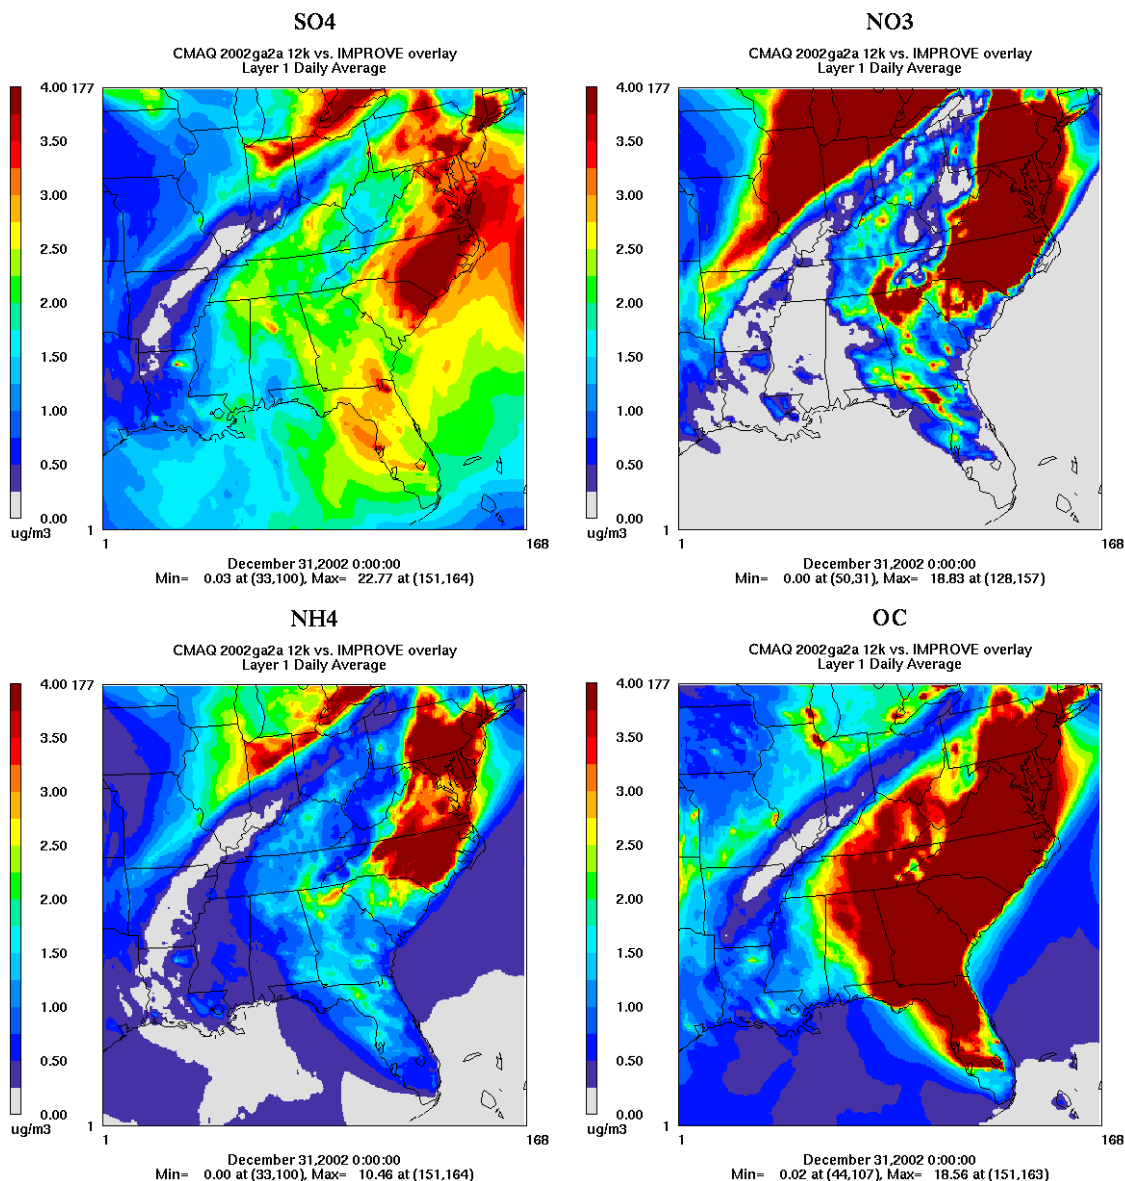 SO4
CMAQ 2002ga2a 12k vs. IMPROVE overlay
Layer 1 Daily Average
4.00 177
3.50
3.00
2.50
2.00
1.50
1.00
0.50
0.00
ug/m3
1
1
168
December 31,2002 0:00:00
Min= 0.03 at (33,100), Max= 22.77 at (151,164)
NO3
CMAQ 2002ga2a 12k vs. IMPROVE overlay
Layer 1 Daily Average
4.00 177
3.50
3.00
2.50
2.00
1.50
1.00
0.50
0.00
ug/m3
1
1
168
December 31,2002 0:00:00
Min= 0.00 at (50,31), Max= 18.83 at (128,157)
NH4
CMAQ 2002ga2a 12k vs. IMPROVE overlay
Layer 1 Daily Average
4.00 177
3.50
3.00
2.50
2.00
1.50
1.00
0.50
0.00
ug/m3
1
1
168
December 31,2002 0:00:00
Min= 0.00 at (33,100), Max= 10.46 at (151,164)
OC
CMAQ 2002ga2a 12k vs. IMPROVE overlay
Layer 1 Daily Average
4.00 177
3.50
3.00
2.50
2.00
1.50
1.00
0.50
0.00
ug/m3
1
1
168
December 31,2002 0:00:00
Min= 0.02 at (44,107), Max= 18.56 at (151,163)